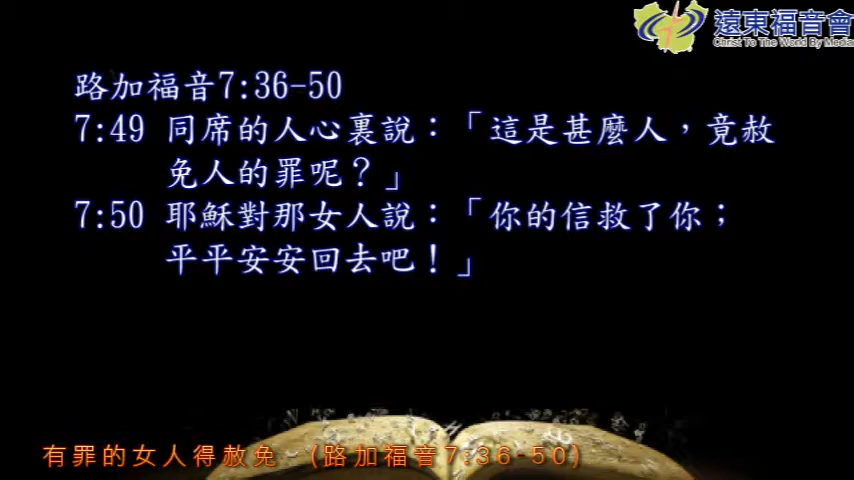 遠東福音會
Christ To The World By Media
路加福音7:36-50
7:49 同席的人心裏說：「這是甚麼人，竟赦
免人的罪呢？」
7:50 耶穌對那女人說：「你的信救了你；
平平安安回去吧！」
有罪的女人得赦免 (路加福音7:36-50)